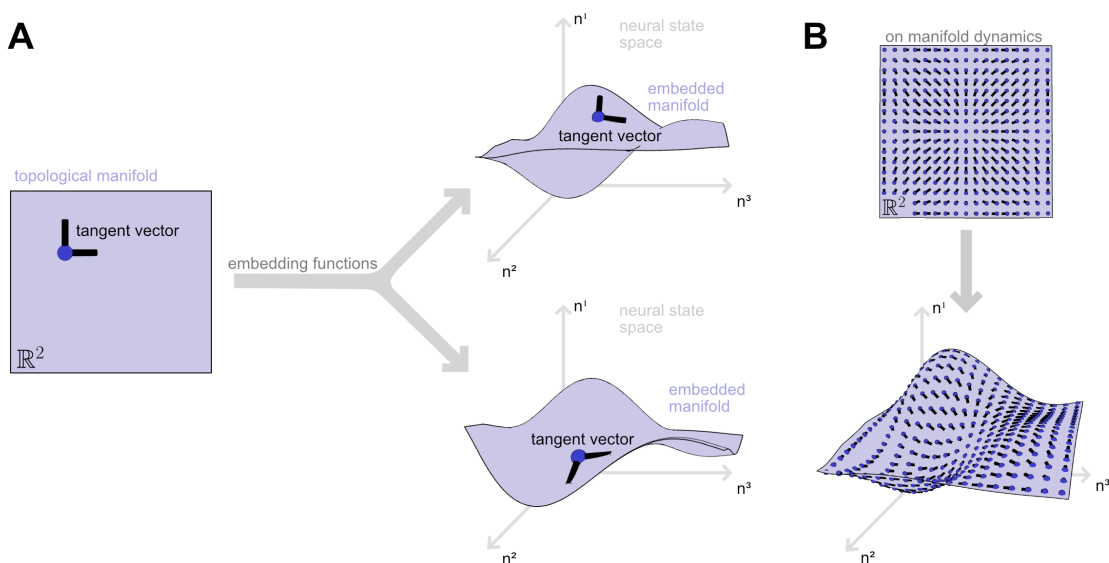 A
topological manifold
tangent vector
ℝ²
embedding functions
n¹
neural state
space
embedded
manifold
tangent vector
n³
n²
n¹
neural state
space
embedded
manifold
tangent vector
n³
n²
B
on manifold dynamics
ℝ²
n¹
n³
n²